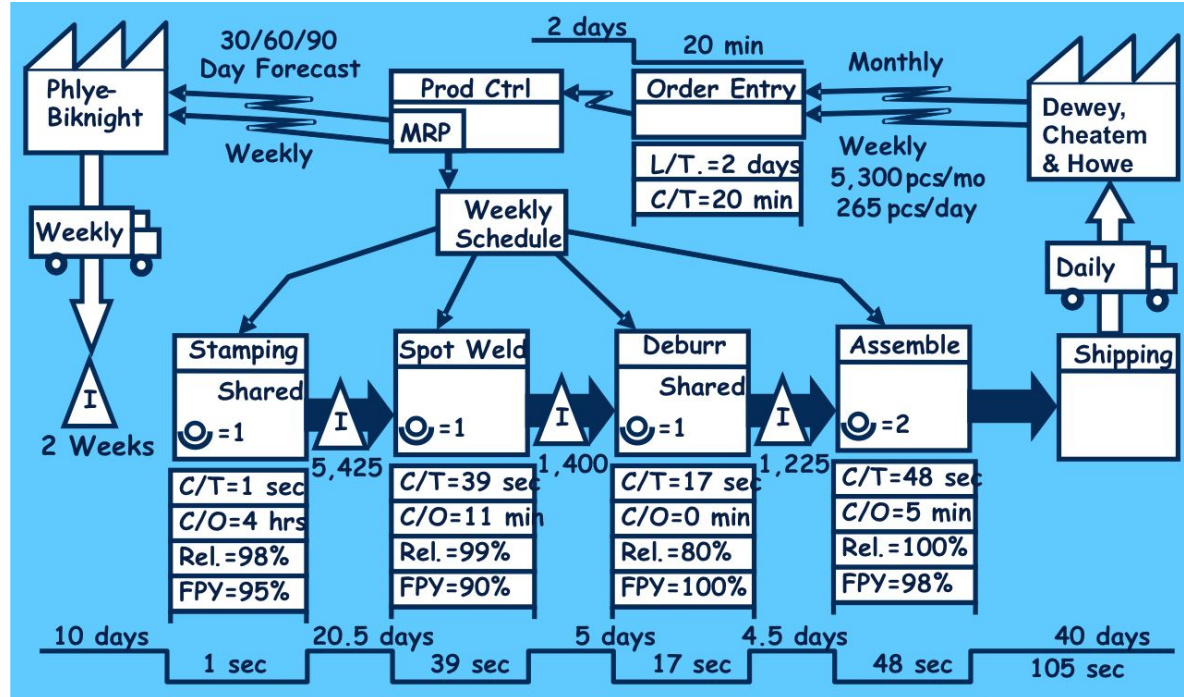 2 days
20 min
30/60/90
Day Forecast
Monthly
Phlye-
Biknight
Prod Ctrl
MRP
Order Entry
Dewey,
Cheatem
& Howe
Weekly
Weekly
5,300 pcs/mo
265 pcs/day
L/T.=2 days
C/T=20 min
Weekly
Weekly
Schedule
Daily
Stamping
Shared
=1
Spot Weld
=1
Deburr
Shared
=1
Assemble
=2
Shipping
I
2 Weeks
I
5,425
I
1,400
I
1,225
C/T=1 sec
C/O=4 hrs
Rel.=98%
FPY=95%
C/T=39 sec
C/O=11 min
Rel.=99%
FPY=90%
C/T=17 sec
C/O=0 min
Rel.=80%
FPY=100%
C/T=48 sec
C/O=5 min
Rel.=100%
FPY=98%
10 days
20.5 days
5 days
4.5 days
40 days
1 sec
39 sec
17 sec
48 sec
105 sec